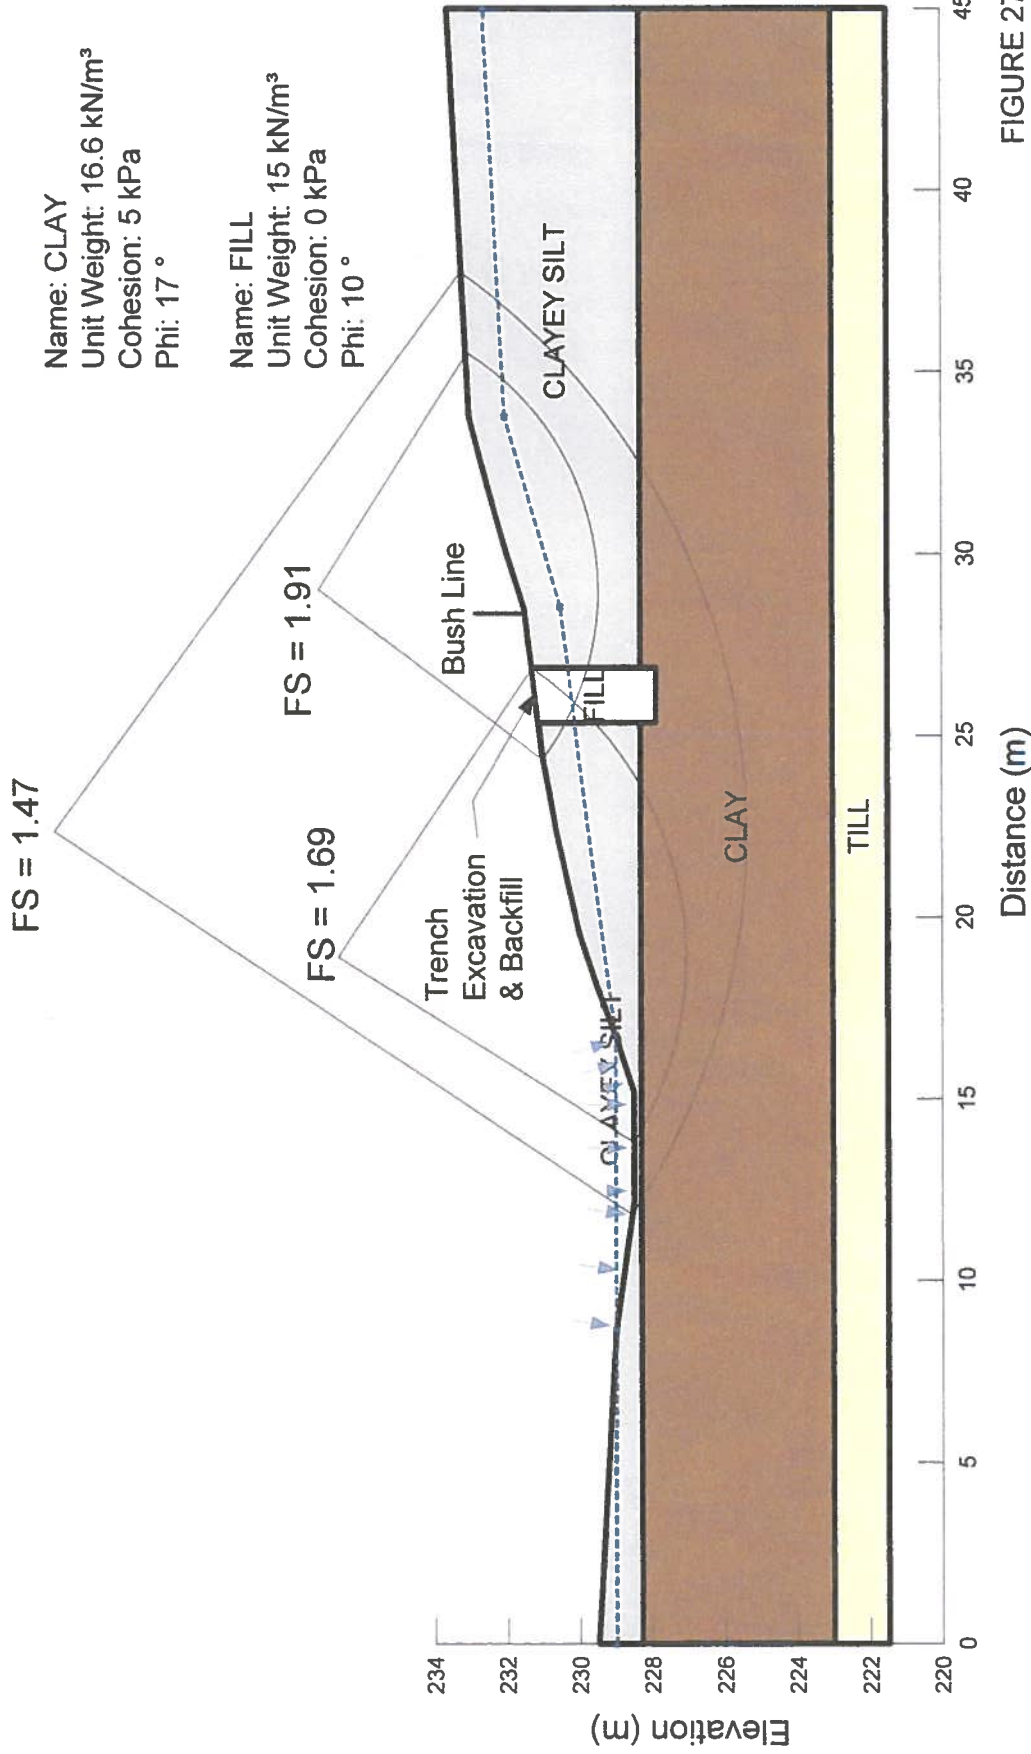 FS = 1.47
Name: CLAY
Unit Weight: 16.6 kN/m³
Cohesion: 5 kPa
Phi: 17 °
Name: FILL
Unit Weight: 15 kN/m³
Cohesion: 0 kPa
Phi: 10 °
FS = 1.91
FS = 1.69
Bush Line
Trench
Excavation
& Backfill
CLAYEY SILT
FILL
CLAYEY SILT
CLAY
TILL
Elevation (m)
234
232
230
228
226
224
222
220
0
5
10
15
20
25
30
35
40
45
Distance (m)
FIGURE 27